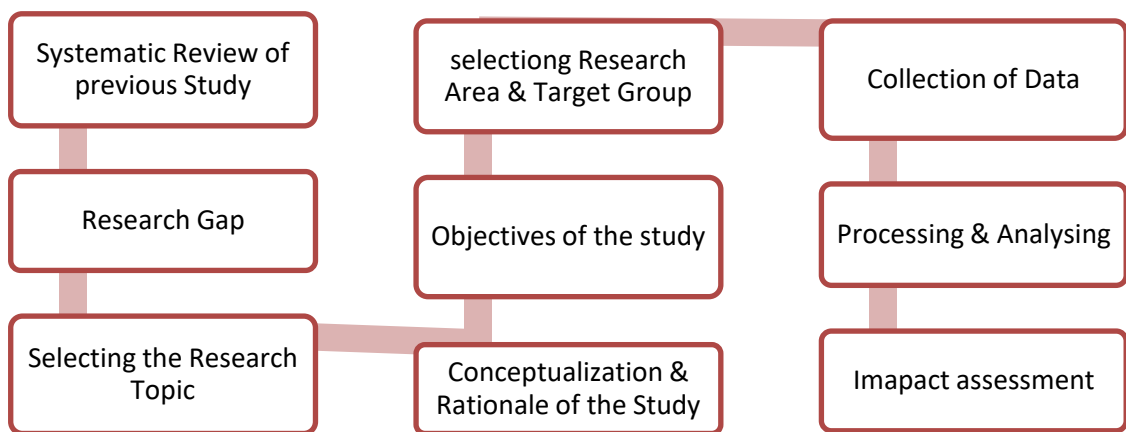 Systematic Review of
previous Study
Research Gap
Selecting the Research
Topic
Conceptualization &
Rationale of the Study
Objectives of the study
selectiong Research
Area & Target Group
Collection of Data
Processing & Analysing
Imapact assessment